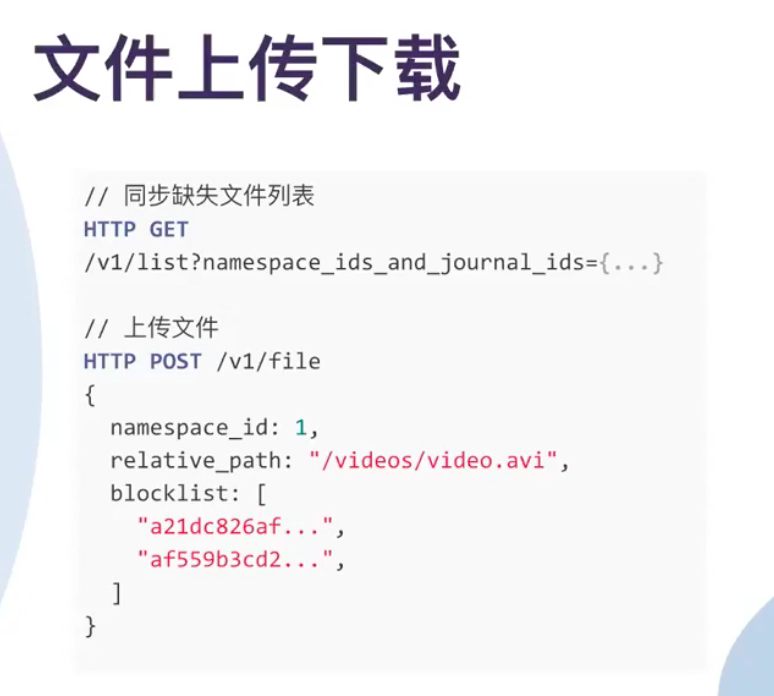 文件上传下载
// 同步缺失文件列表
HTTP GET
/v1/list?namespace_ids_and_journal_ids={...}
// 上传文件
HTTP POST /v1/file
{
  namespace_id: 1,
  relative_path: "/videos/video.avi",
  blocklist: [
    "a21dc826af...",
    "af559b3cd2...",
  ]
}